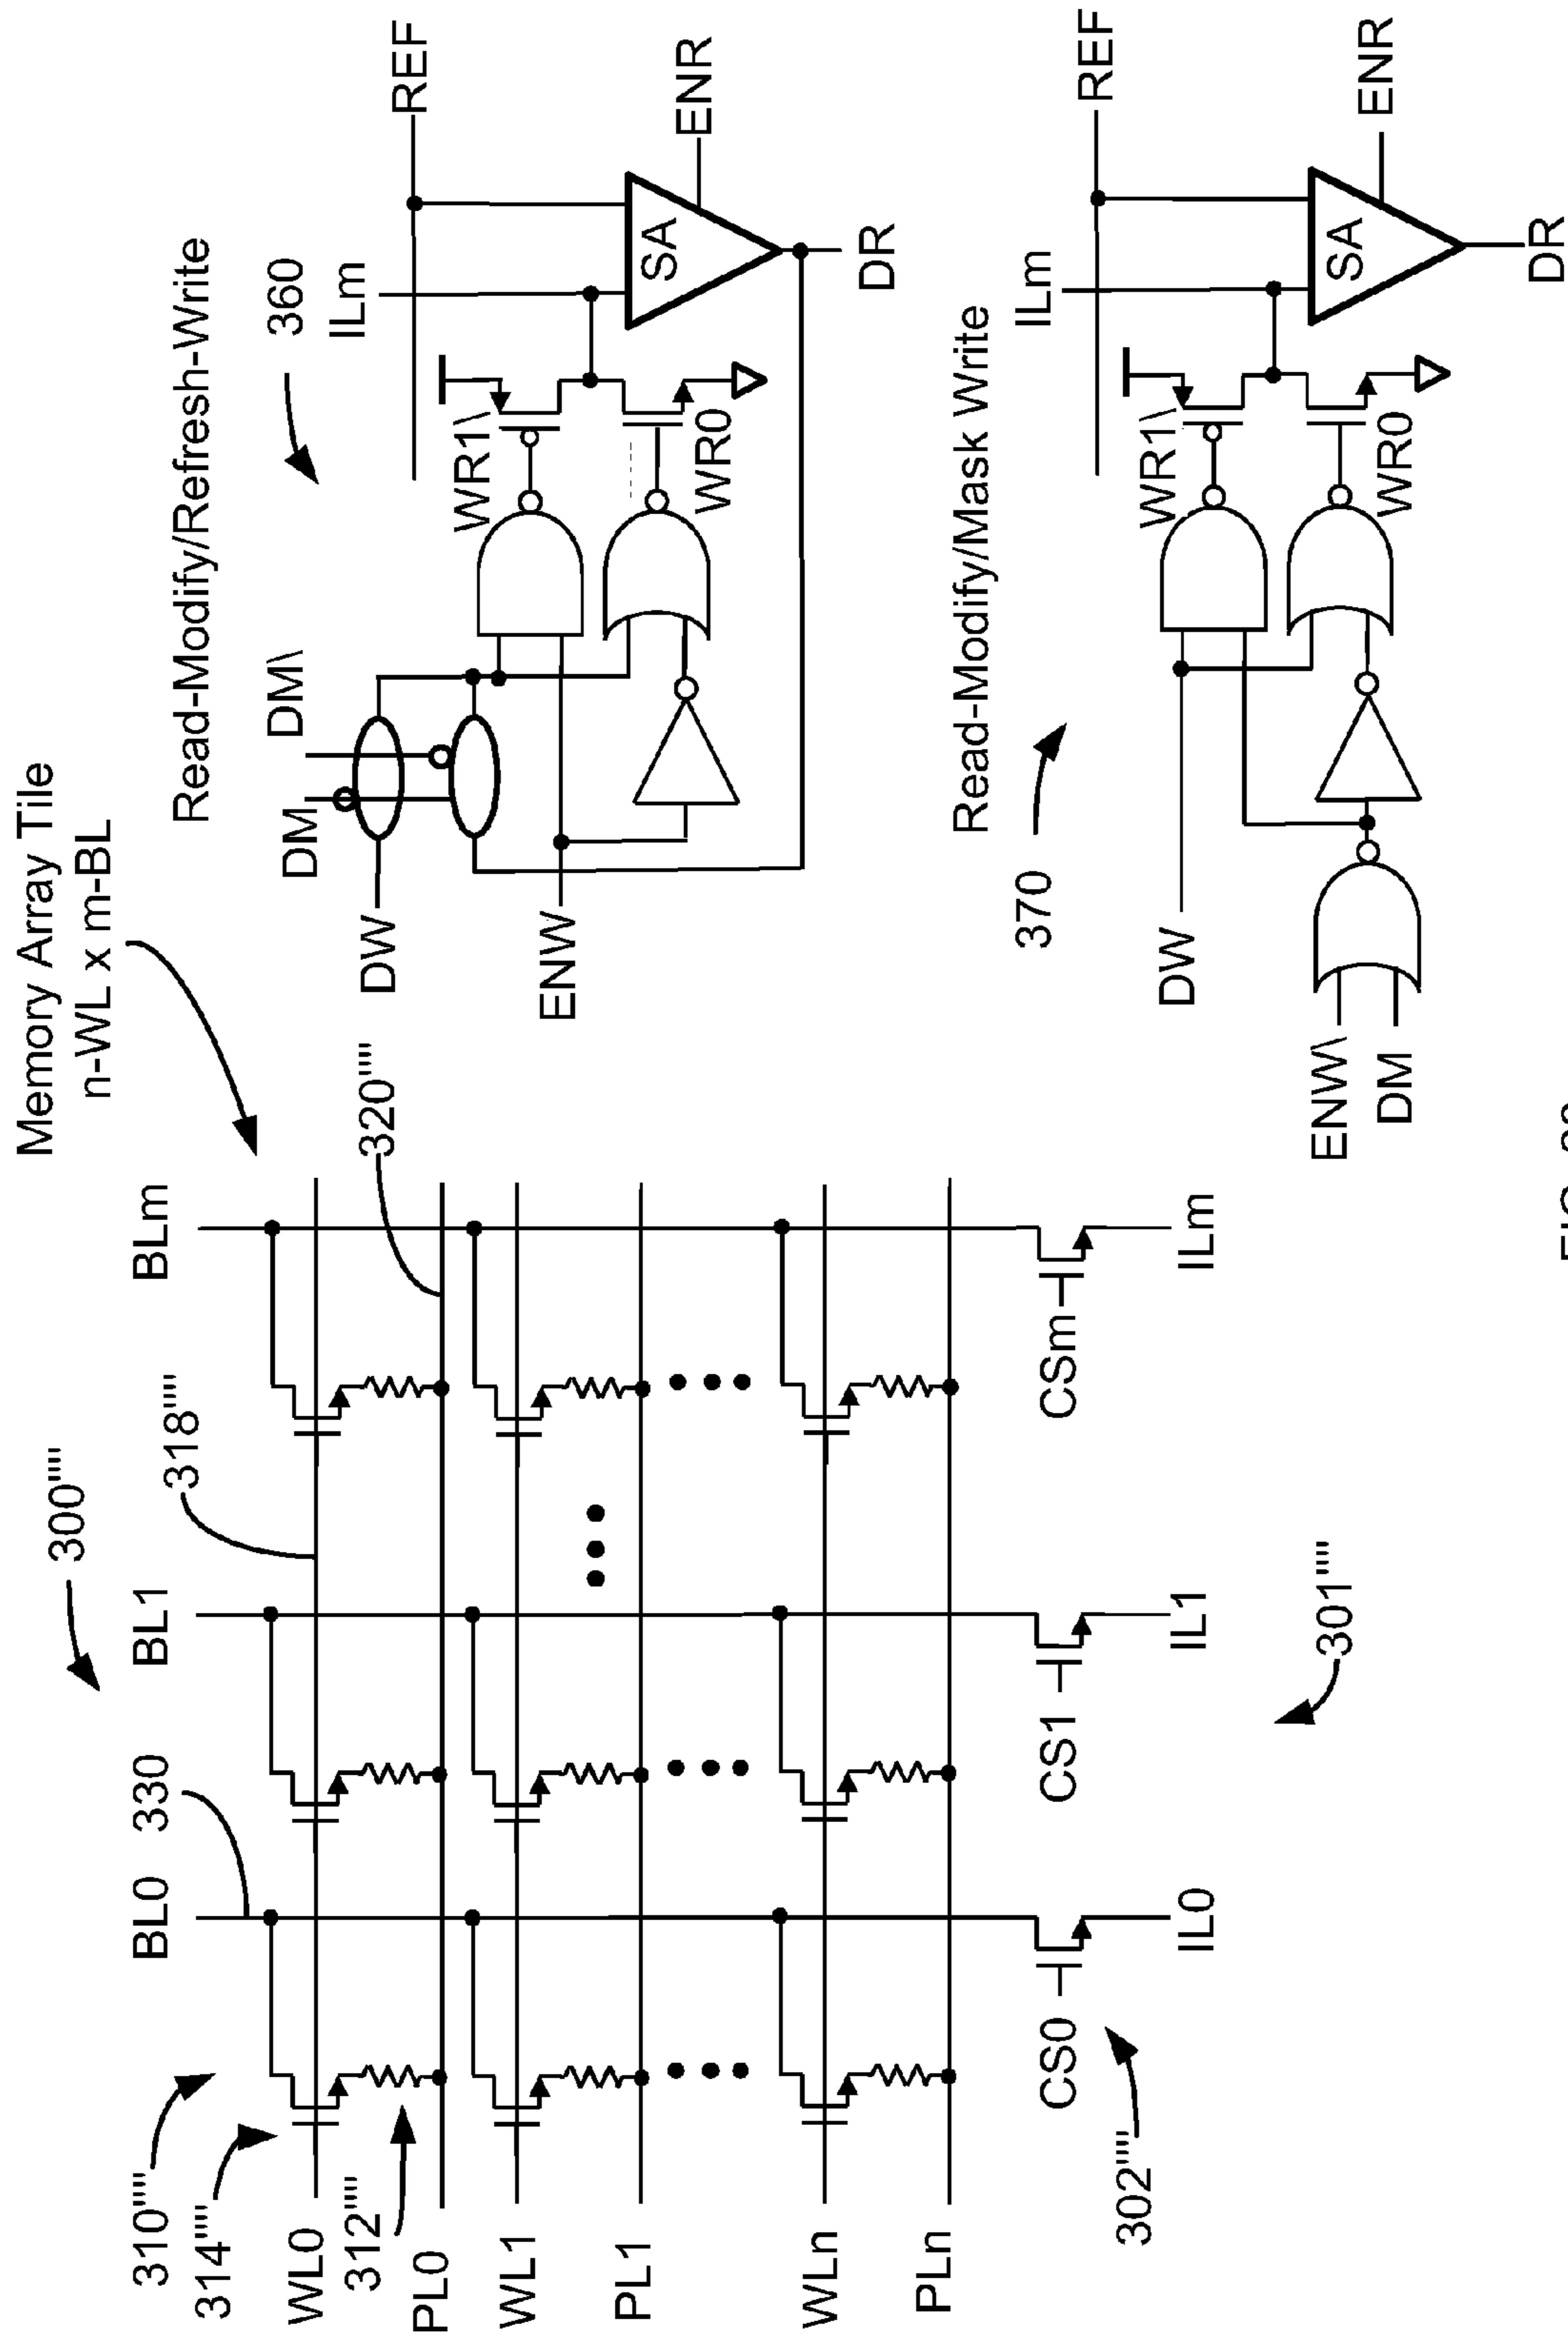 Memory Array Tile
n-WL x m-BL
300""
310""
314""
BL0
330
BL1
318""
BLm
320""
WL0
312""
PL0
WL1
PL1
WLn
PLn
CS0
CS1
CSm
302""
IL0
IL1
ILm
301""
Read-Modify/Refresh-Write
360
DM
DM\
ILm
REF
DW
WR1\
SA
ENR
ENW
WR0
DR
Read-Modify/Mask Write
370
ILm
REF
DW
WR1\
SA
ENR
ENW\
DM
WR0
DR
FIG.